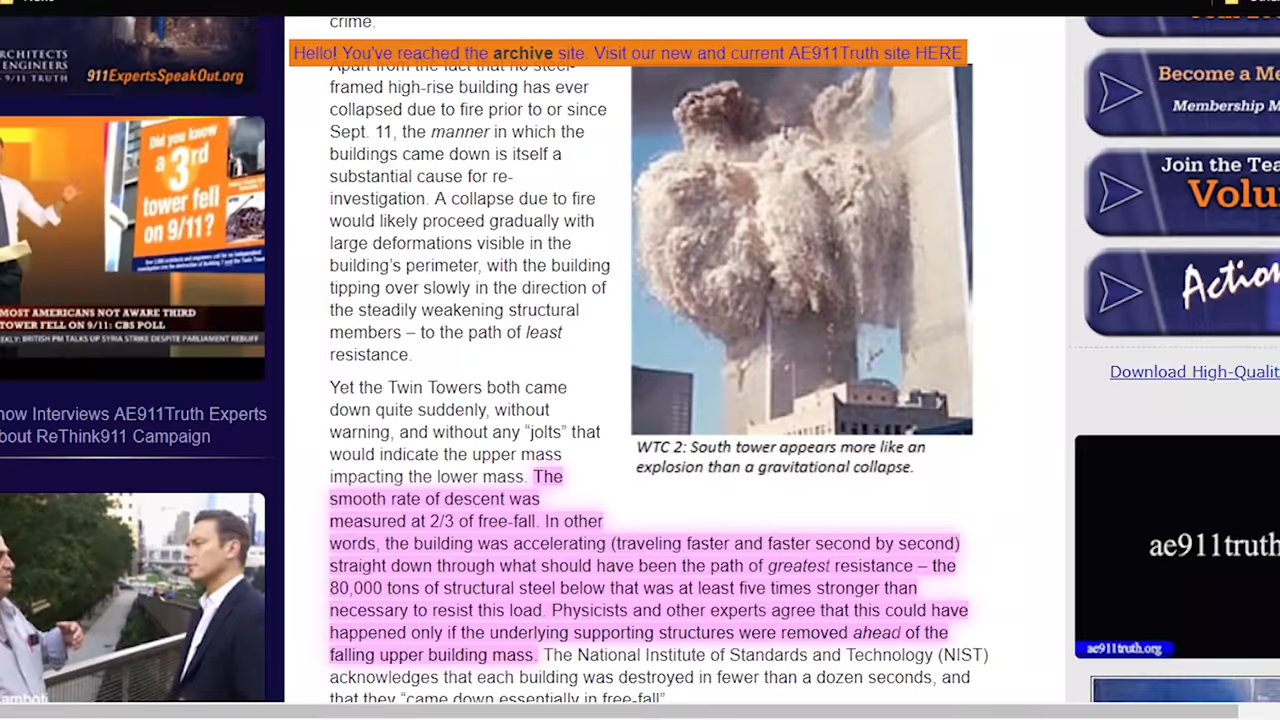 ARCHITECTS
ENGINEERS
9/11 TRUTH
911ExpertsSpeakOut.org
Did you know
a 3rd
tower fell
on 9/11?
MOST AMERICANS NOT AWARE THIRD
TOWER FELL ON 9/11: CBS POLL
BRITISH PM TALKS UP SYRIA STRIKE DESPITE PARLIAMENT REBUFF
how Interviews AE911Truth Experts
bout ReThink911 Campaign
crime.
Hello! You've reached the archive site. Visit our new and current AE911Truth site HERE
Apart from the fact that no steel-
framed high-rise building has ever
collapsed due to fire prior to or since
Sept. 11, the manner in which the
buildings came down is itself a
substantial cause for re-
investigation. A collapse due to fire
would likely proceed gradually with
large deformations visible in the
building's perimeter, with the building
tipping over slowly in the direction of
the steadily weakening structural
members – to the path of least
resistance.
Yet the Twin Towers both came
down quite suddenly, without
warning, and without any “jolts” that
would indicate the upper mass
impacting the lower mass. The
smooth rate of descent was
measured at 2/3 of free-fall. In other
words, the building was accelerating (traveling faster and faster second by second)
straight down through what should have been the path of greatest resistance – the
80,000 tons of structural steel below that was at least five times stronger than
necessary to resist this load. Physicists and other experts agree that this could have
happened only if the underlying supporting structures were removed ahead of the
falling upper building mass. The National Institute of Standards and Technology (NIST)
acknowledges that each building was destroyed in fewer than a dozen seconds, and
that they “came down essentially in free-fall”
WTC 2: South tower appears more like an
explosion than a gravitational collapse.
Become a Me
Membership M
Join the Tea
Volu
Action
Download High-Qualit
ae911truth
ae911truth.org